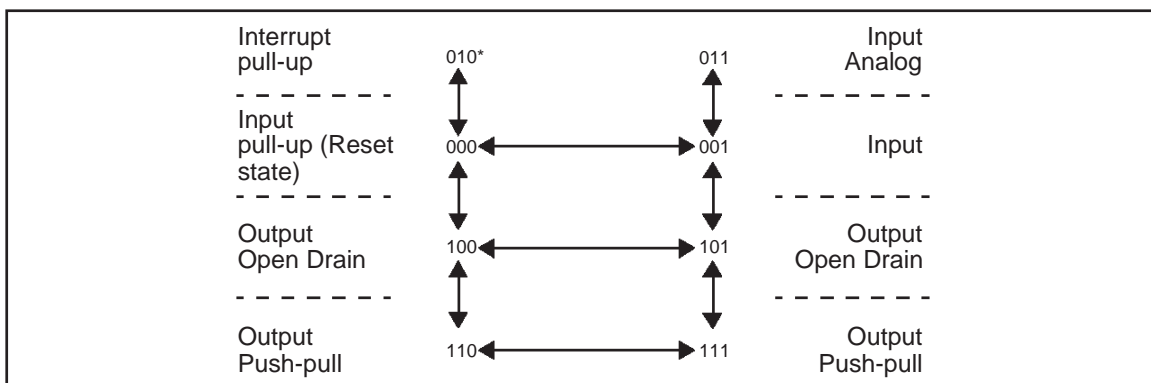 Interrupt
pull-up
010*
011
Input
Analog
Input
pull-up (Reset
state)
000
001
Input
Output
Open Drain
100
101
Output
Open Drain
Output
Push-pull
110
111
Output
Push-pull